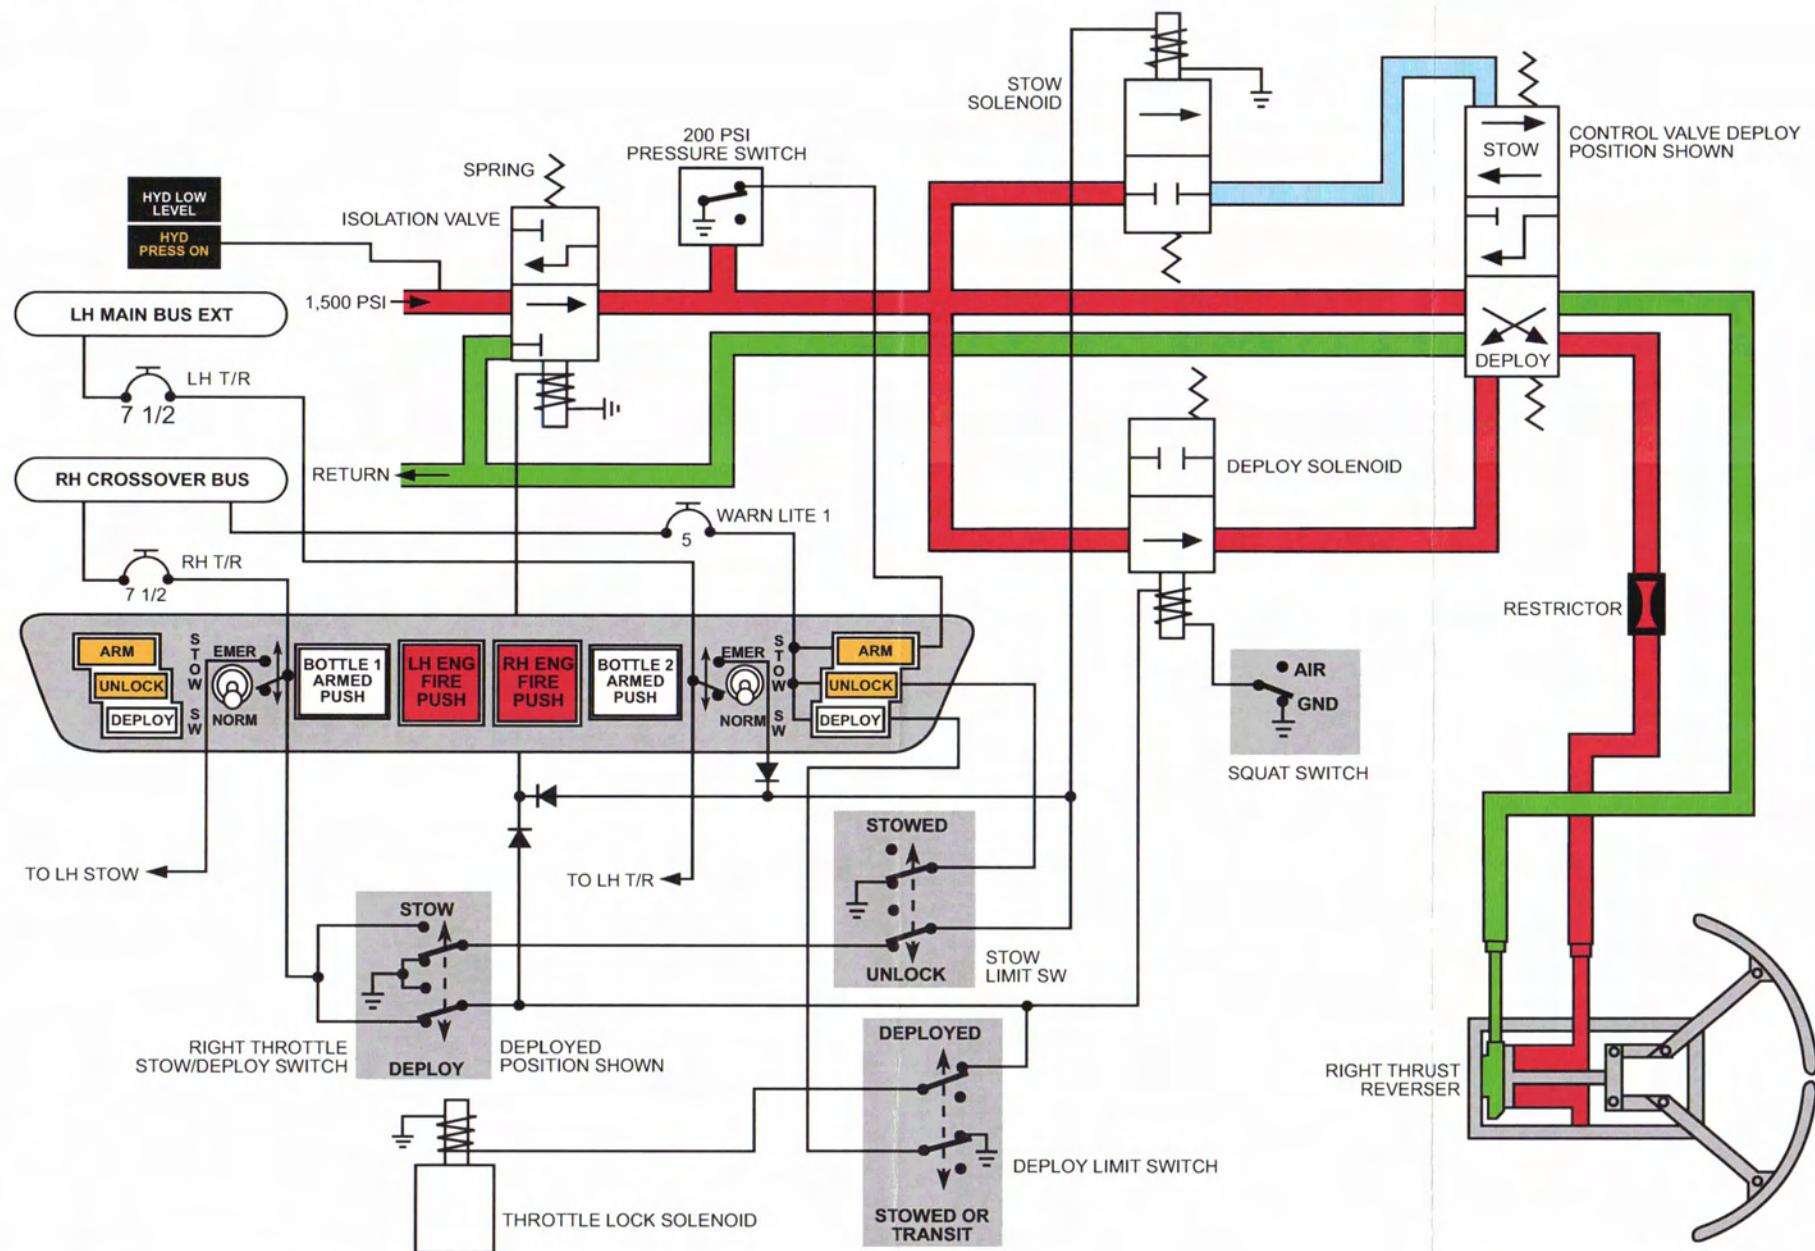 STOW
SOLENOID
200 PSI
PRESSURE SWITCH
CONTROL VALVE DEPLOY
POSITION SHOWN
STOW
DEPLOY
SPRING
HYD LOW
LEVEL
HYD
PRESS ON
ISOLATION VALVE
1,500 PSI
LH MAIN BUS EXT
LH T/R
7 1/2
RETURN
DEPLOY SOLENOID
RH CROSSOVER BUS
WARN LITE 1
5
RH T/R
7 1/2
RESTRICTOR
ARM
UNLOCK
DEPLOY
STOW SW
EMER
NORM
BOTTLE 1
ARMED
PUSH
LH ENG
FIRE
PUSH
RH ENG
FIRE
PUSH
BOTTLE 2
ARMED
PUSH
EMER
NORM
STOW SW
ARM
UNLOCK
DEPLOY
AIR
GND
SQUAT SWITCH
TO LH STOW
TO LH T/R
STOWED
UNLOCK
STOW
LIMIT SW
STOW
DEPLOY
RIGHT THROTTLE
STOW/DEPLOY SWITCH
DEPLOYED
POSITION SHOWN
DEPLOYED
STOWED OR
TRANSIT
DEPLOY LIMIT SWITCH
RIGHT THRUST
REVERSER
THROTTLE LOCK SOLENOID